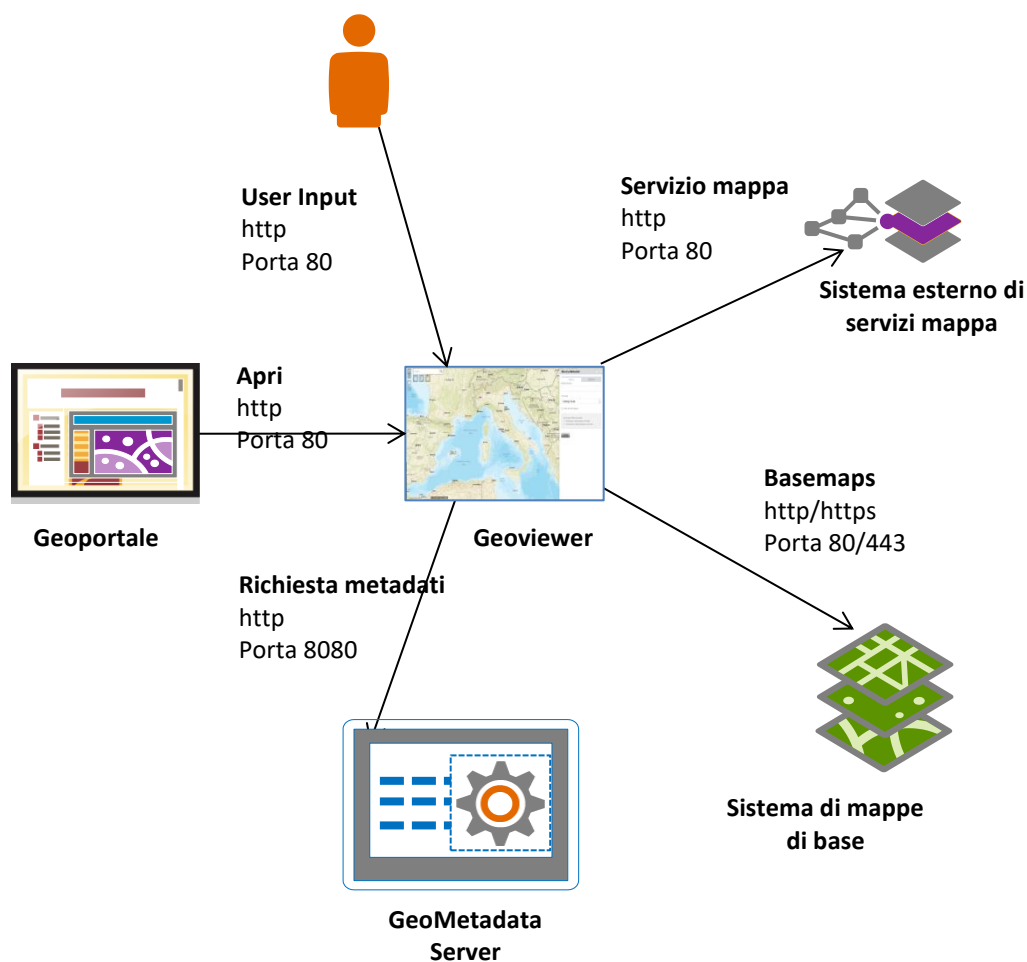 User Input
http
Porta 80
Servizio mappa
http
Porta 80
Sistema esterno di
servizi mappa
Apri
http
Porta 80
Geoportale
Geoviewer
Basemaps
http/https
Porta 80/443
Richiesta metadati
http
Porta 8080
Sistema di mappe
di base
GeoMetadata
Server